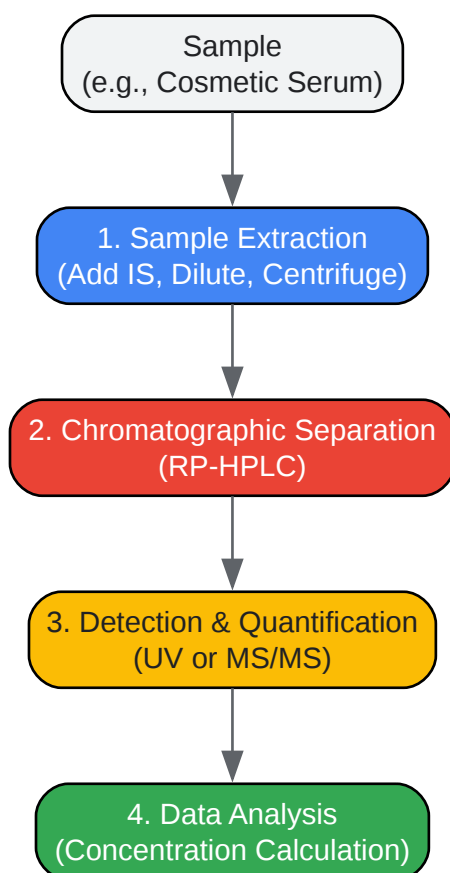 Sample
(e.g., Cosmetic Serum)
1. Sample Extraction
(Add IS, Dilute, Centrifuge)
2. Chromatographic Separation
(RP-HPLC)
3. Detection & Quantification
(UV or MS/MS)
4. Data Analysis
(Concentration Calculation)